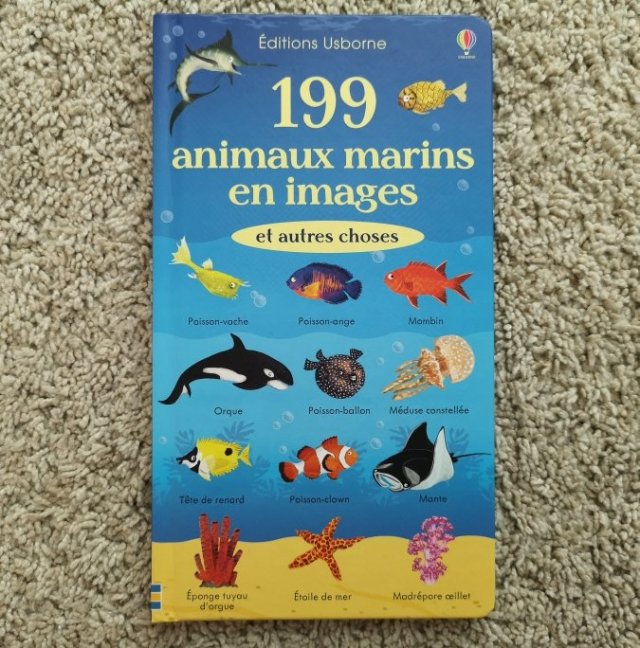 Éditions Usborne
USBORNE
199
animaux marins
en images
et autres choses
Poisson-vache
Poisson-ange
Mombin
Orque
Poisson-ballon
Méduse constellée
Tête de renard
Poisson-clown
Mante
Éponge tuyau
d'orgue
Étoile de mer
Madrépore œillet